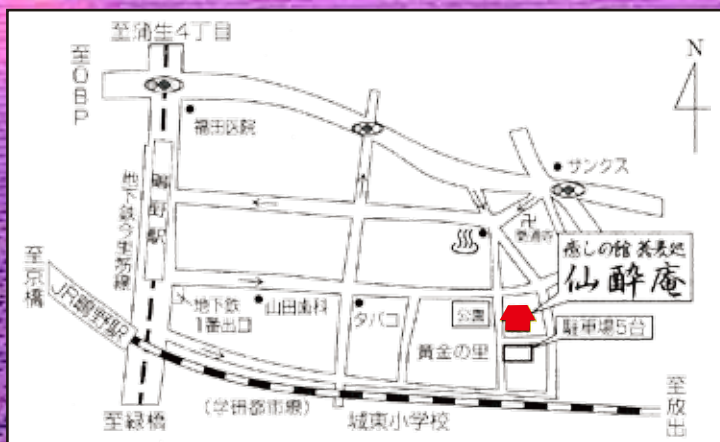 至蒲生4丁目
至OBP
N
福田医院
サンクス
鴫野駅
地下鉄今里筋線
癒しの館 蕎麦処
仙酔庵
至京橋
JR鴫野駅
地下鉄
1番出口
山田歯科
タバコ
公園
駐車場5台
黄金の里
至緑橋
(学研都市線)
城東小学校
至放出